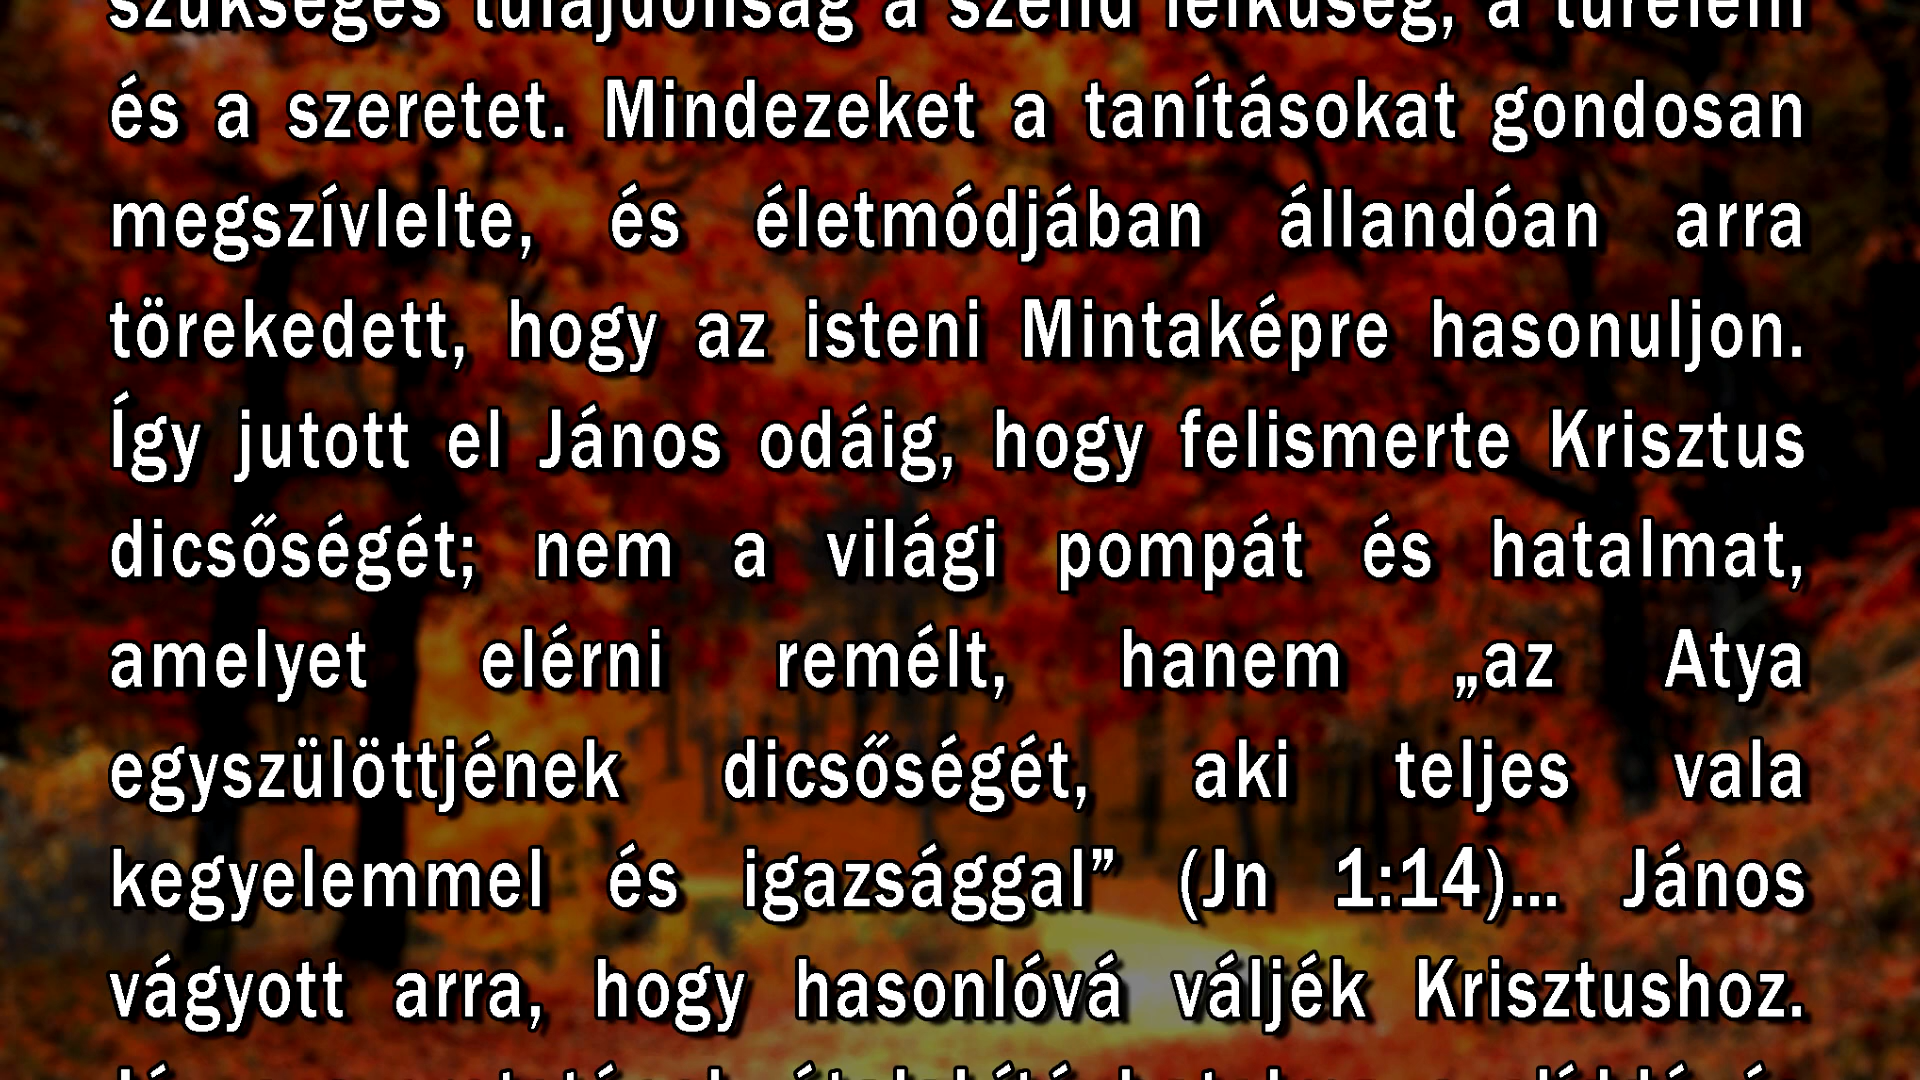 szükséges tulajdonság a szelíd lelkűség, a türelem
és a szeretet. Mindezeket a tanításokat gondosan
megszívlelte, és életmódjában állandóan arra
törekedett, hogy az isteni Mintaképre hasonuljon.
Így jutott el János odáig, hogy felismerte Krisztus
dicsőségét; nem a világi pompát és hatalmat,
amelyet elérni remélt, hanem „az Atya
egyszülöttjének dicsőségét, aki teljes vala
kegyelemmel és igazsággal” (Jn 1:14)... János
vágyott arra, hogy hasonlóvá váljék Krisztushoz.